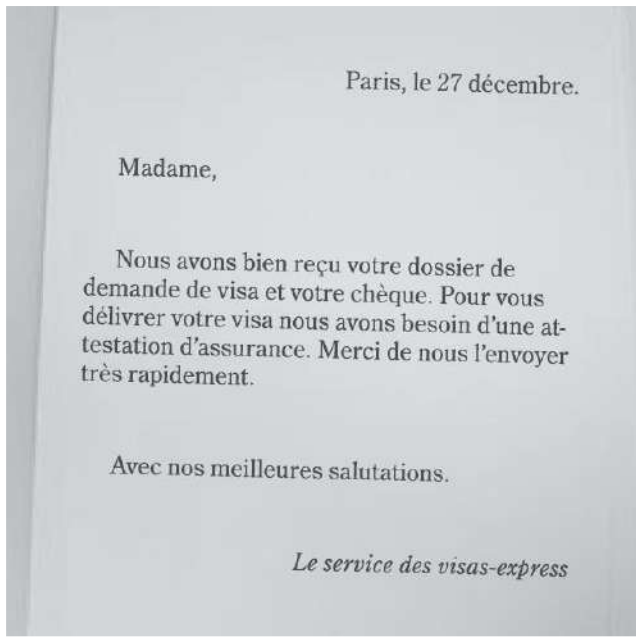 Paris, le 27 décembre.
Madame,
Nous avons bien reçu votre dossier de
demande de visa et votre chèque. Pour vous
délivrer votre visa nous avons besoin d'une at-
testation d'assurance. Merci de nous l'envoyer
très rapidement.
Avec nos meilleures salutations.
Le service des visas-express